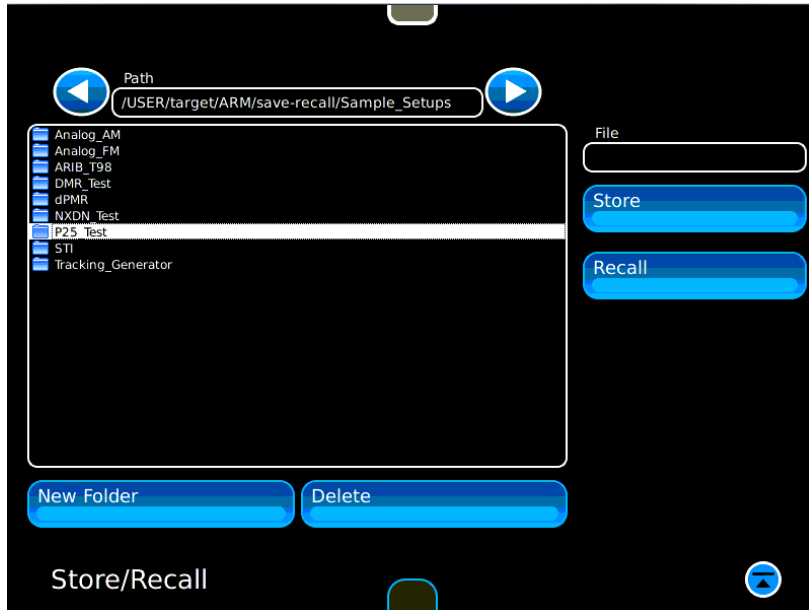 Path
/USER/target/ARM/save-recall/Sample_Setups
Analog_AM
Analog_FM
ARIB_T98
DMR_Test
dPMR
NXDN_Test
P25_Test
STI
Tracking_Generator
File
Store
Recall
New Folder
Delete
Store/Recall